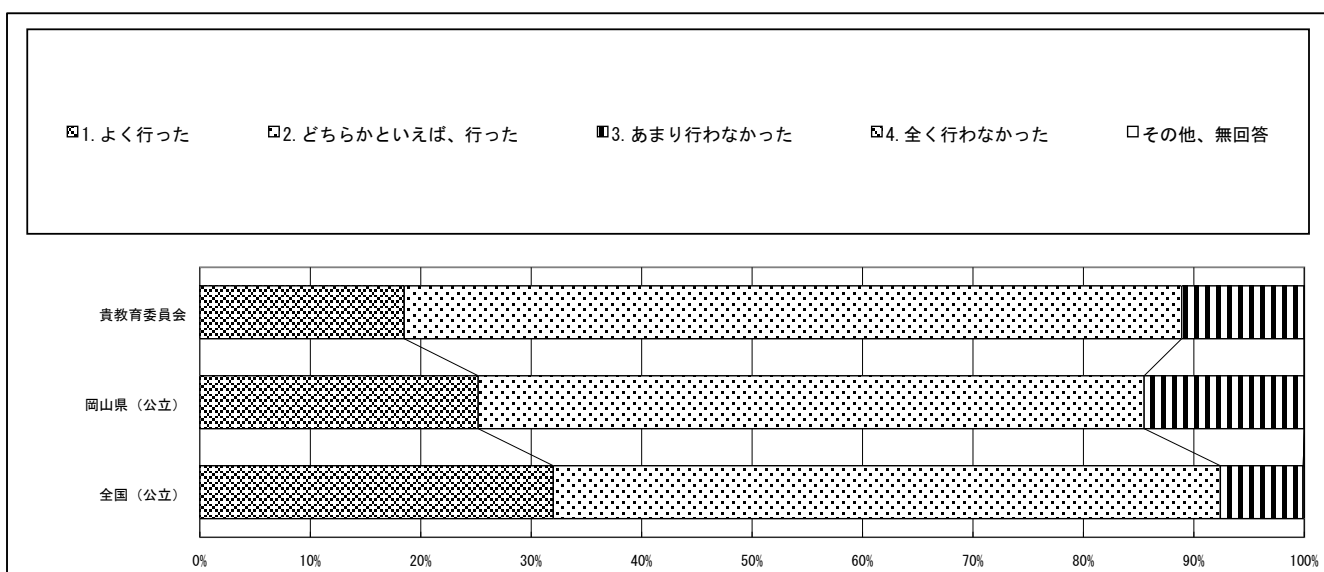 1. よく行った 2. どちらかといえば、行った 3. あまり行わなかった 4. 全く行わなかった その他、無回答
貴教育委員会
岡山県（公立）
全国（公立）
0% 10% 20% 30% 40% 50% 60% 70% 80% 90% 100%